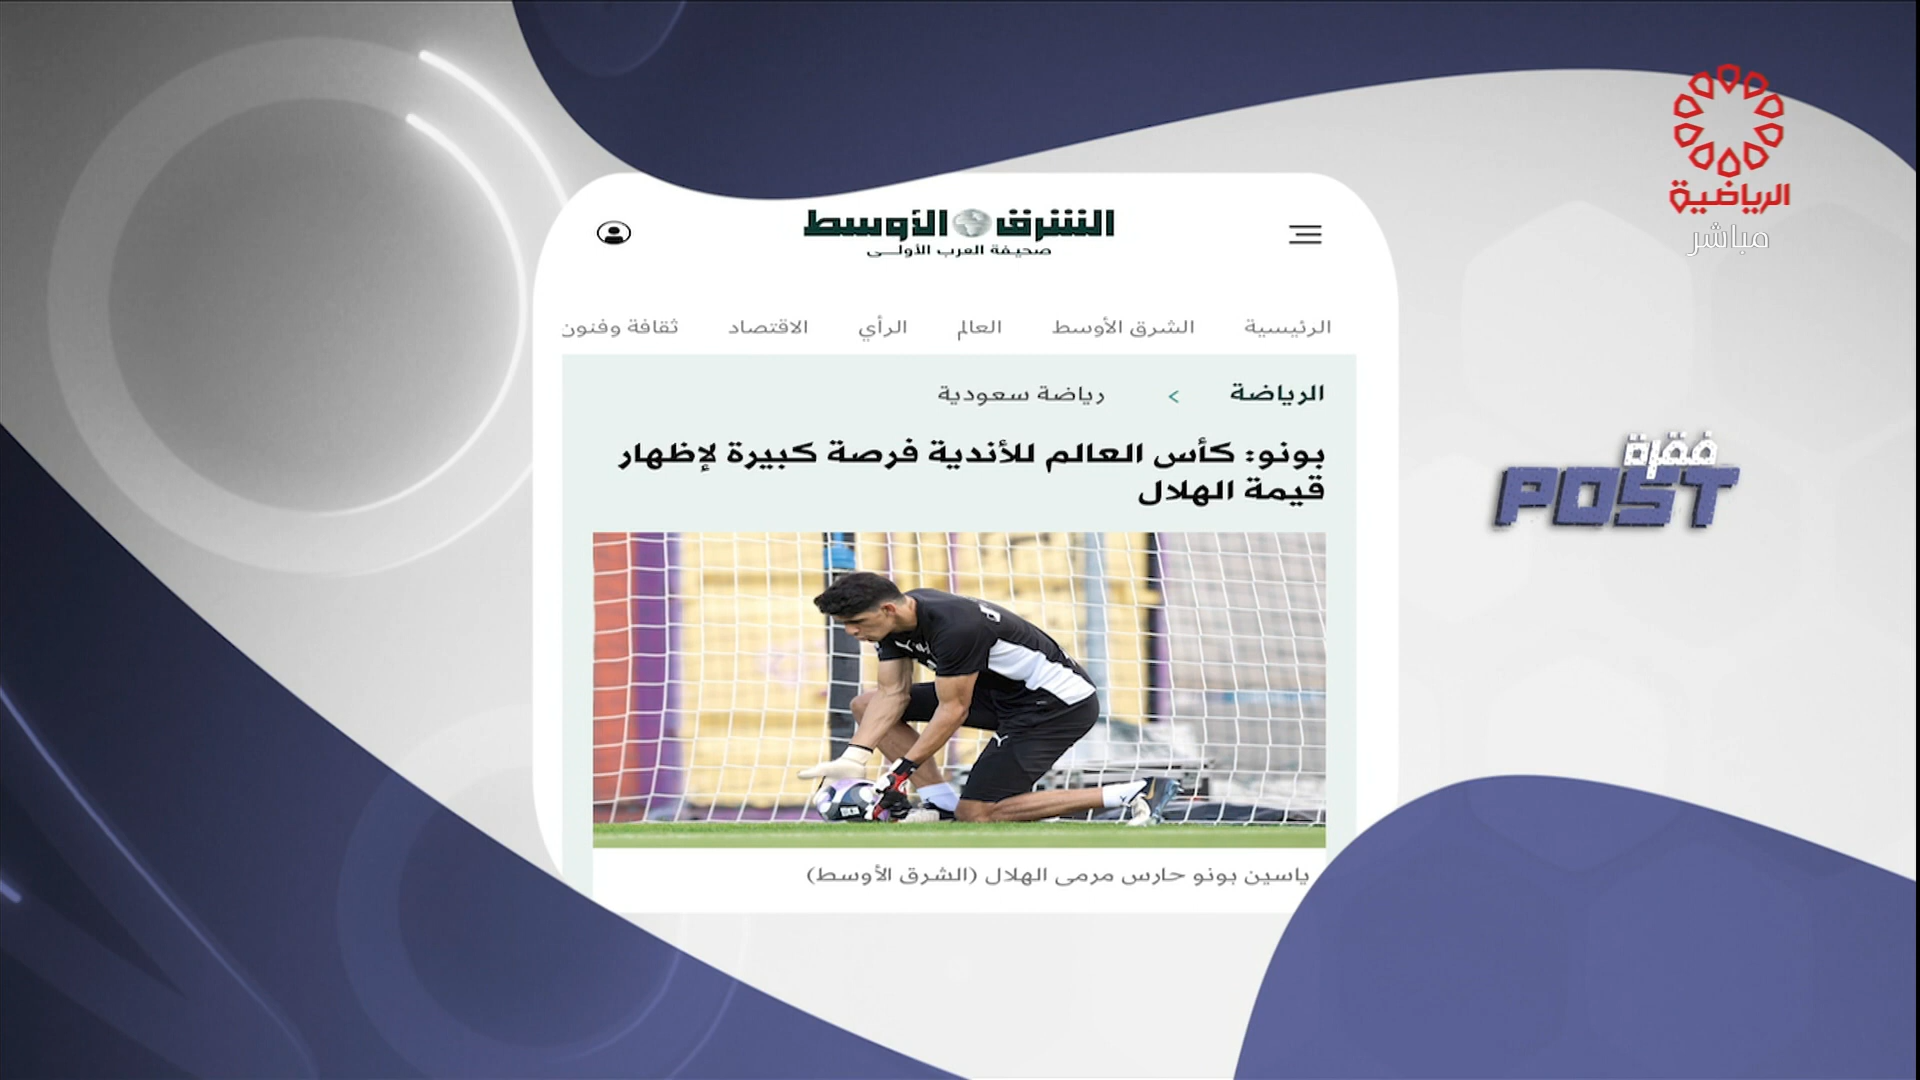 الرياضية
مباشر
الشرق الأوسط
صحيفة العرب الأولى
الرئيسية الشرق الأوسط العالم الرأي الاقتصاد ثقافة وفنون
الرياضة > رياضة سعودية
بونو: كأس العالم للأندية فرصة كبيرة لإظهار
قيمة الهلال
ياسين بونو حارس مرمى الهلال (الشرق الأوسط)
فقرة
POST